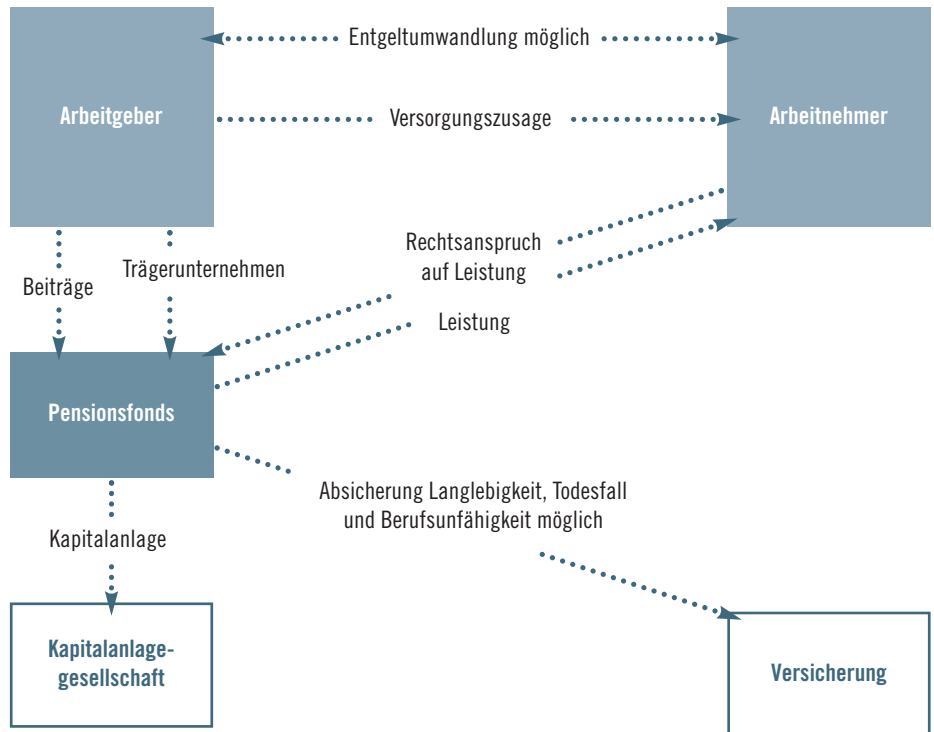 Entgeltumwandlung möglich
Arbeitgeber
Versorgungszusage
Arbeitnehmer
Rechtsanspruch
auf Leistung
Trägerunternehmen
Beiträge
Leistung
Pensionsfonds
Absicherung Langlebigkeit, Todesfall
und Berufsunfähigkeit möglich
Kapitalanlage
Kapitalanlage-
gesellschaft
Versicherung